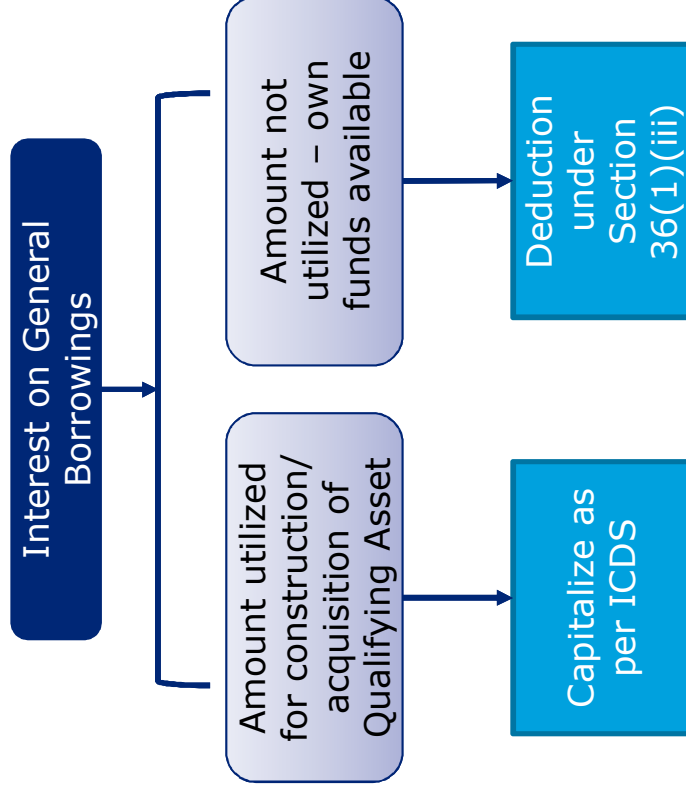 Interest on General
Borrowings
Amount utilized
for construction/
acquisition of
Qualifying Asset
Amount not
utilized – own
funds available
Capitalize as
per ICDS
Deduction
under
Section
36(1)(iii)